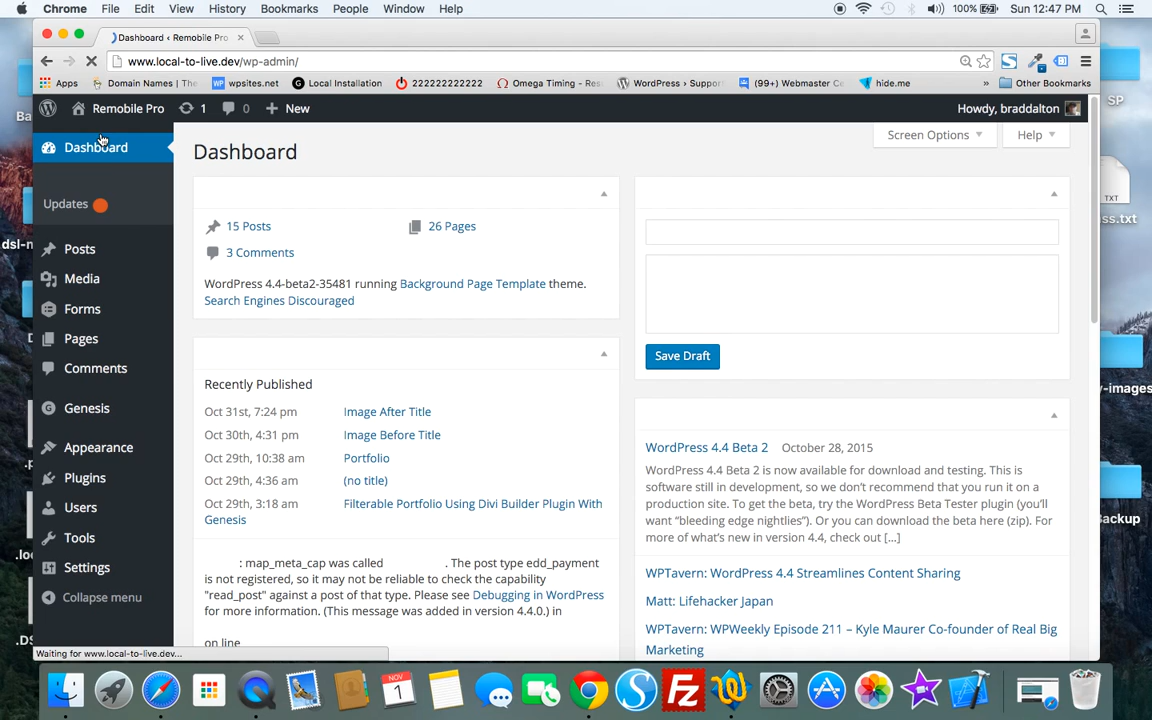 Chrome File Edit View History Bookmarks People Window Help 100% Sun 12:47 PM
Dashboard ‹ Remobile Pro
www.local-to-live.dev/wp-admin/
Apps Domain Names | The wpsites.net Local Installation 222222222222 Omega Timing - Res WordPress › Suppor (99+) Webmaster Ce hide.me » Other Bookmarks
Remobile Pro 1 0 New Howdy, braddalton
SP
Dashboard
Updates
Posts
Media
Forms
Pages
Comments
Genesis
Appearance
Plugins
Users
Tools
Settings
Collapse menu
Screen Options Help
Dashboard
15 Posts 26 Pages
3 Comments
WordPress 4.4-beta2-35481 running Background Page Template theme.
Search Engines Discouraged
Recently Published
Oct 31st, 7:24 pm Image After Title
Oct 30th, 4:31 pm Image Before Title
Oct 29th, 10:38 am Portfolio
Oct 29th, 4:36 am (no title)
Oct 29th, 3:18 am Filterable Portfolio Using Divi Builder Plugin With
Genesis
: map_meta_cap was called . The post type edd_payment
is not registered, so it may not be reliable to check the capability
"read_post" against a post of that type. Please see Debugging in WordPress
for more information. (This message was added in version 4.4.0.) in
on line
Save Draft
WordPress 4.4 Beta 2 October 28, 2015
WordPress 4.4 Beta 2 is now available for download and testing. This is
software still in development, so we don't recommend that you run it on a
production site. To get the beta, try the WordPress Beta Tester plugin (you'll
want "bleeding edge nightlies"). Or you can download the beta here (zip). For
more of what's new in version 4.4, check out [...]
WPTavern: WordPress 4.4 Streamlines Content Sharing
Matt: Lifehacker Japan
WPTavern: WPWeekly Episode 211 – Kyle Maurer Co-founder of Real Big
Marketing
Waiting for www.local-to-live.dev...
TXT
ss.txt
y-images
ackup
Ba
dsl-n
.lo
.DS
NOV
1